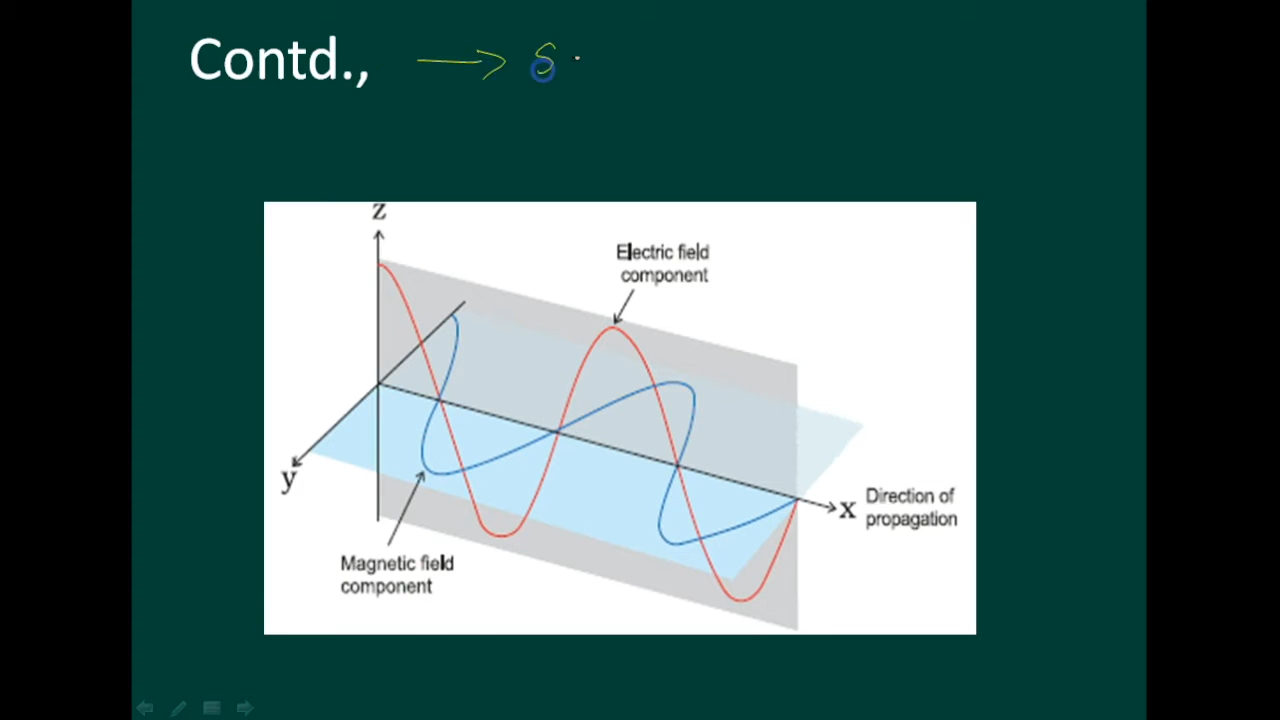 Contd.,
z
Electric field
component
y
x
Direction of
propagation
Magnetic field
component